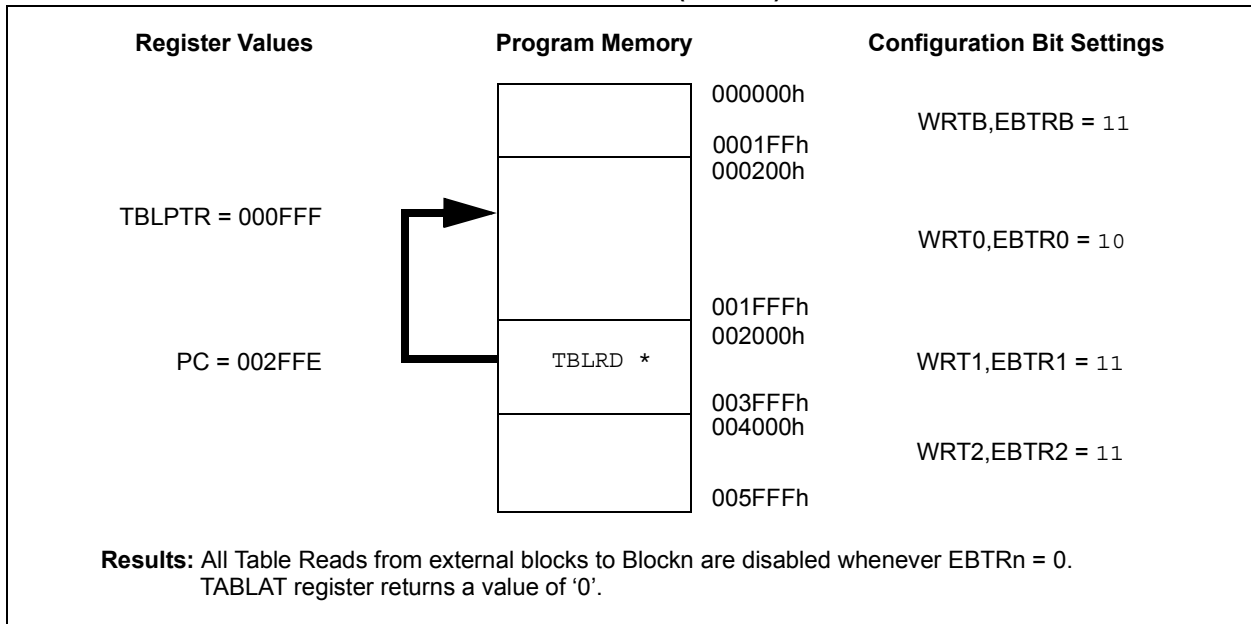 Register Values Program Memory Configuration Bit Settings
000000h
WRTB,EBTRB = 11
0001FFh
000200h
TBLPTR = 000FFF
WRT0,EBTR0 = 10
001FFFh
002000h
PC = 002FFE TBLRD * WRT1,EBTR1 = 11
003FFFh
004000h
WRT2,EBTR2 = 11
005FFFh
Results: All Table Reads from external blocks to Blockn are disabled whenever EBTRn = 0.
TABLAT register returns a value of ‘0’.